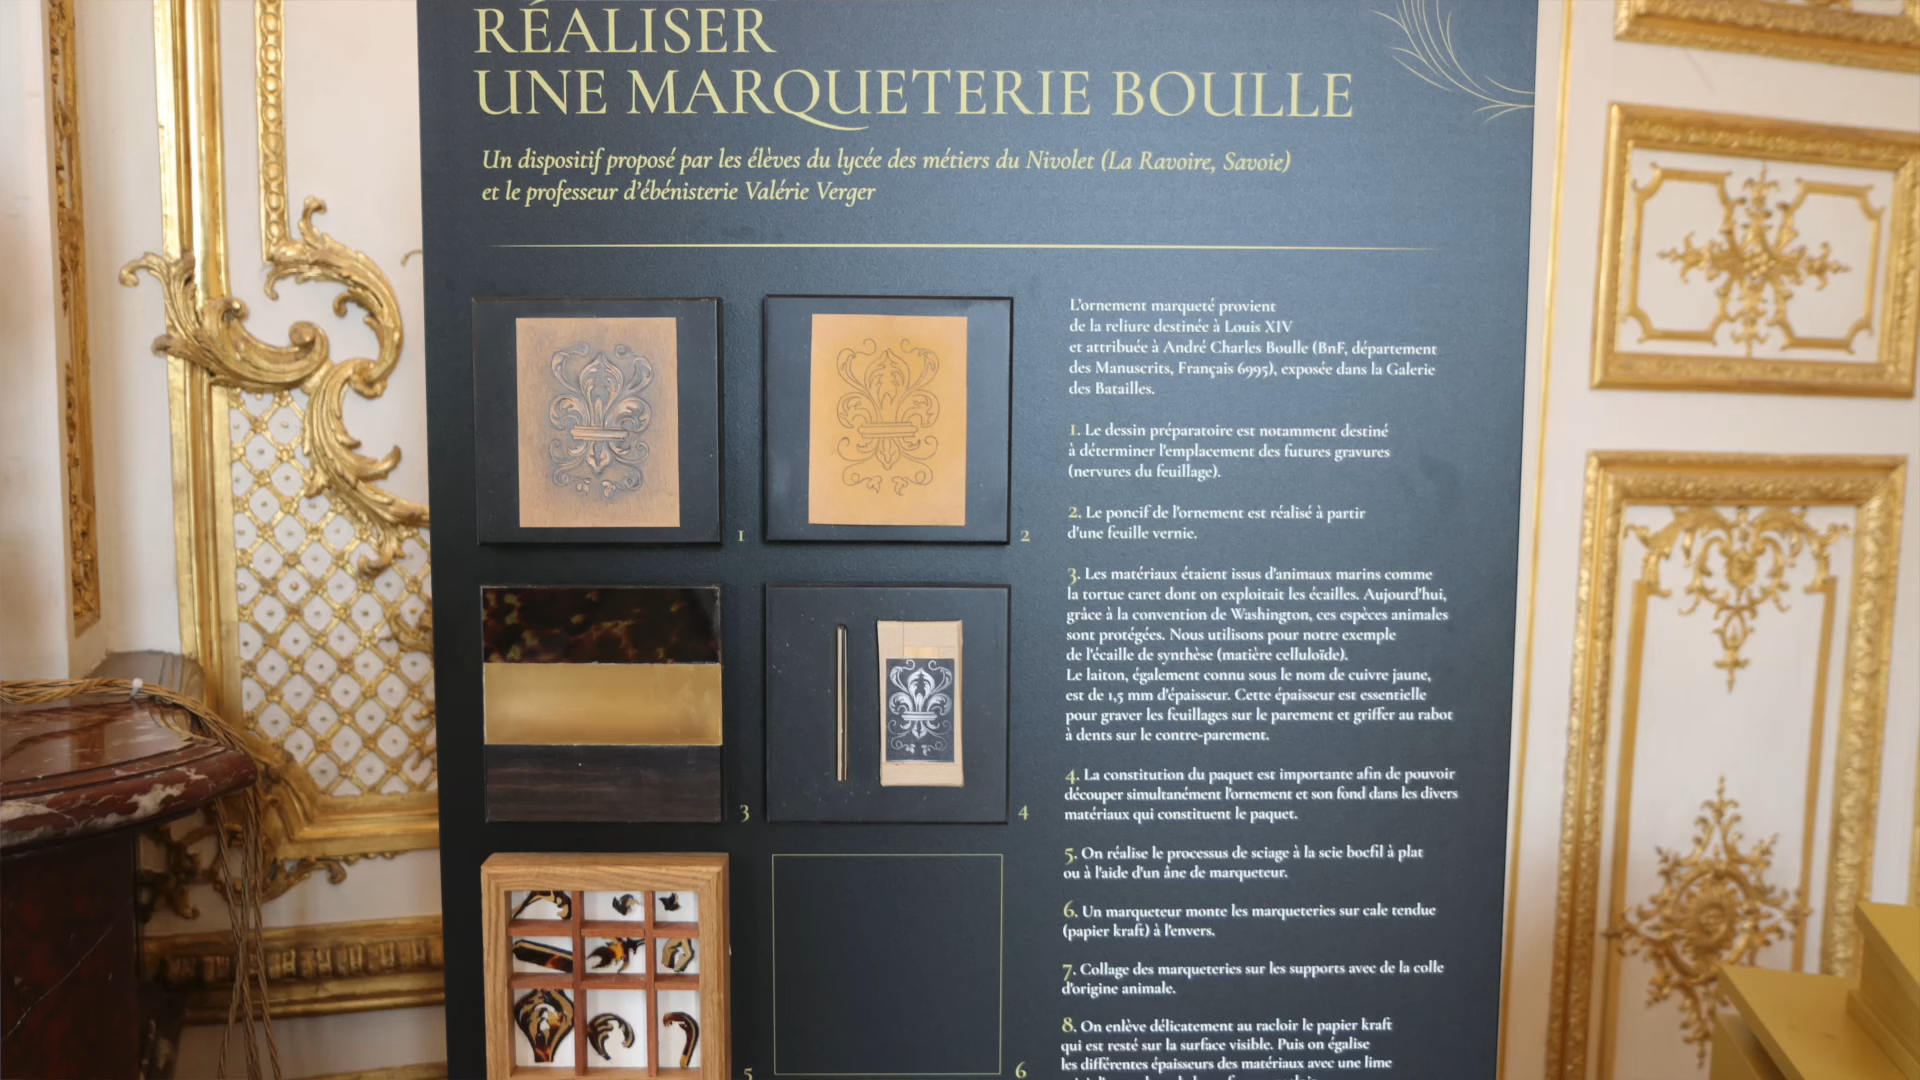 RÉALISER
UNE MARQUETERIE BOULLE
Un dispositif proposé par les élèves du lycée des métiers du Nivolet (La Ravoire, Savoie)
et le professeur d'ébénisterie Valérie Verger
L'ornement marqueté provient
de la reliure destinée à Louis XIV
et attribuée à André Charles Boulle (BnF, département
des Manuscrits, Français 6995), exposée dans la Galerie
des Batailles.
1. Le dessin préparatoire est notamment destiné
à déterminer l'emplacement des futures gravures
(nervures du feuillage).
2. Le poncif de l'ornement est réalisé à partir
d'une feuille vernie.
3. Les matériaux étaient issus d'animaux marins comme
la tortue caret dont on exploitait les écailles. Aujourd'hui,
grâce à la convention de Washington, ces espèces animales
sont protégées. Nous utilisons pour notre exemple
de l'écaille de synthèse (matière celluloïde).
Le laiton, également connu sous le nom de cuivre jaune,
est de 1,5 mm d'épaisseur. Cette épaisseur est essentielle
pour graver les feuillages sur le parement et griffer au rabot
à dents sur le contre-parement.
4. La constitution du paquet est importante afin de pouvoir
découper simultanément l'ornement et son fond dans les divers
matériaux qui constituent le paquet.
5. On réalise le processus de sciage à la scie bocfil à plat
ou à l'aide d'un âne de marqueteur.
6. Un marqueteur monte les marqueteries sur cale tendue
(papier kraft) à l'envers.
7. Collage des marqueteries sur les supports avec de la colle
d'origine animale.
8. On enlève délicatement au racloir le papier kraft
qui est resté sur la surface visible. Puis on égalise
les différentes épaisseurs des matériaux avec une lime
1
2
3
4
5
6